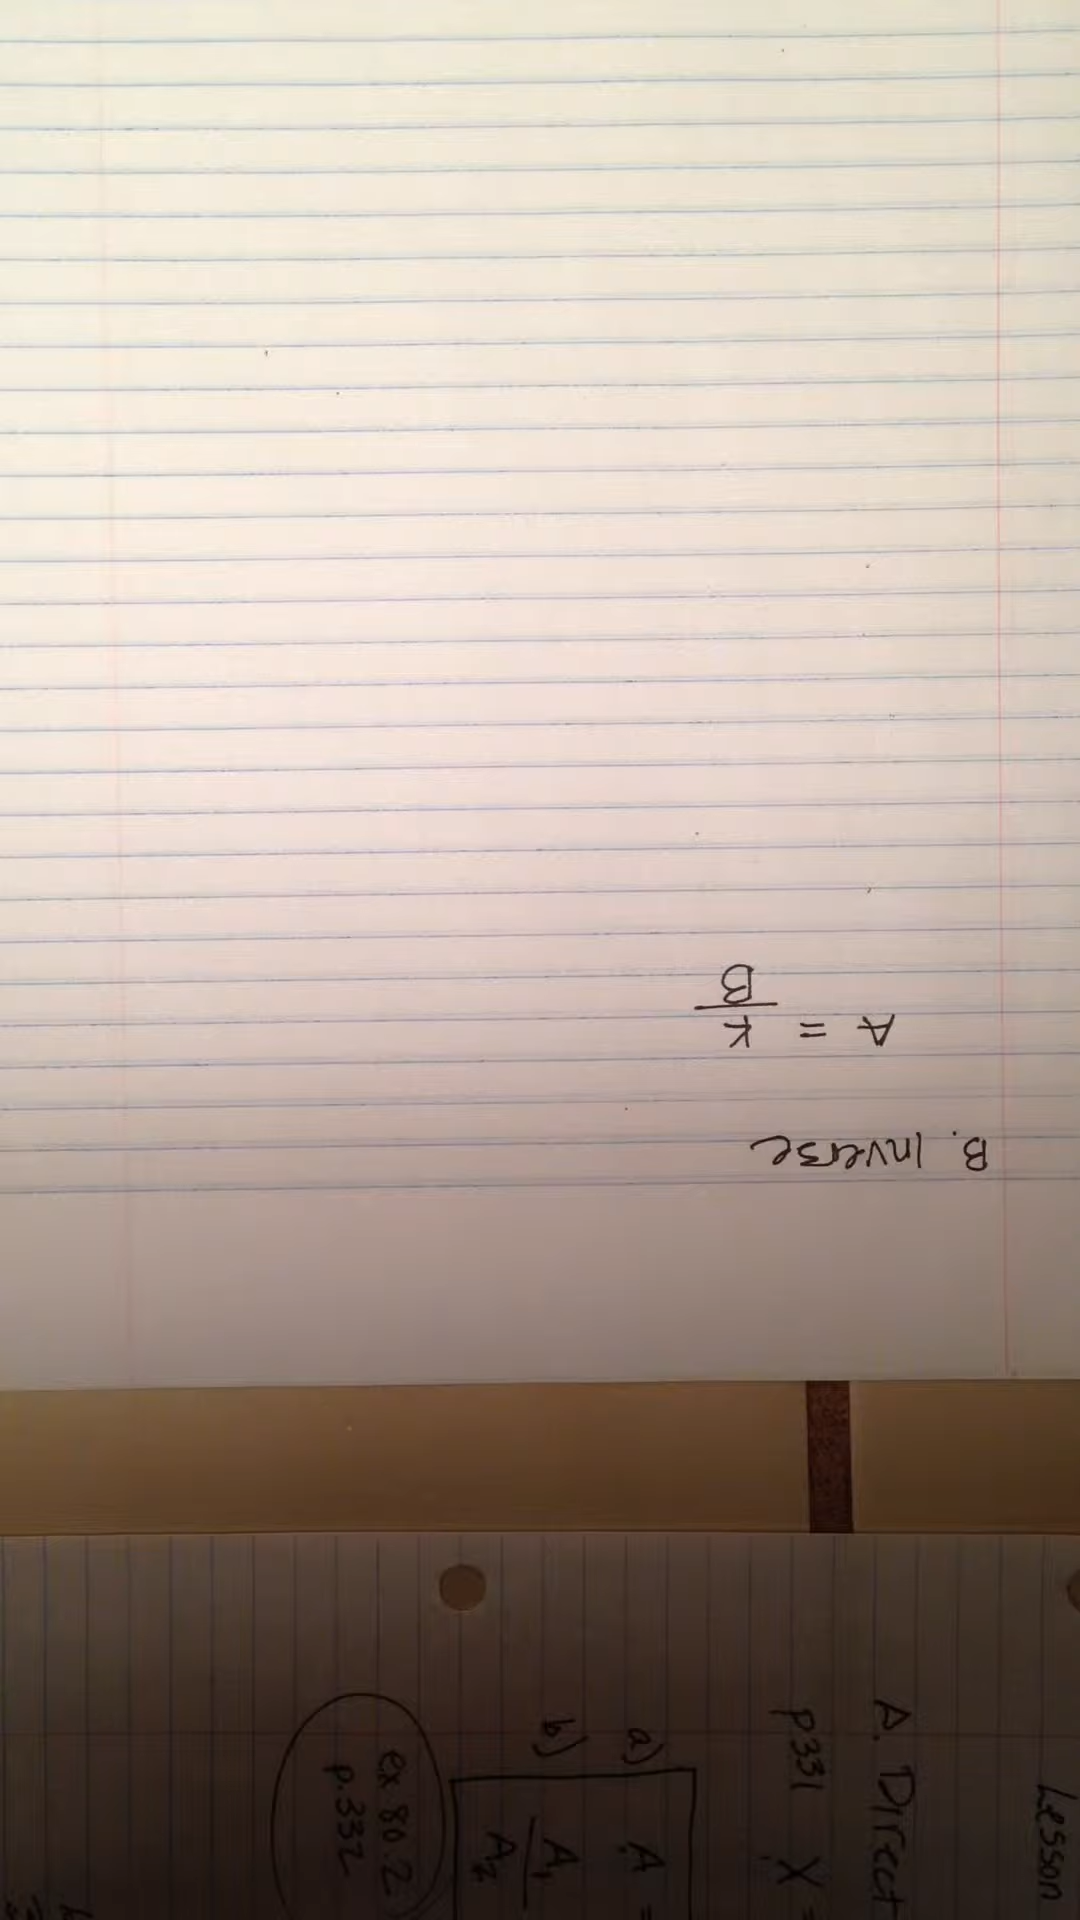 B. Inverse
A = k
B
Lesson
A. Direct
p331 X =
a) A =
b) A₁
A₂
ex 80.2
p.332